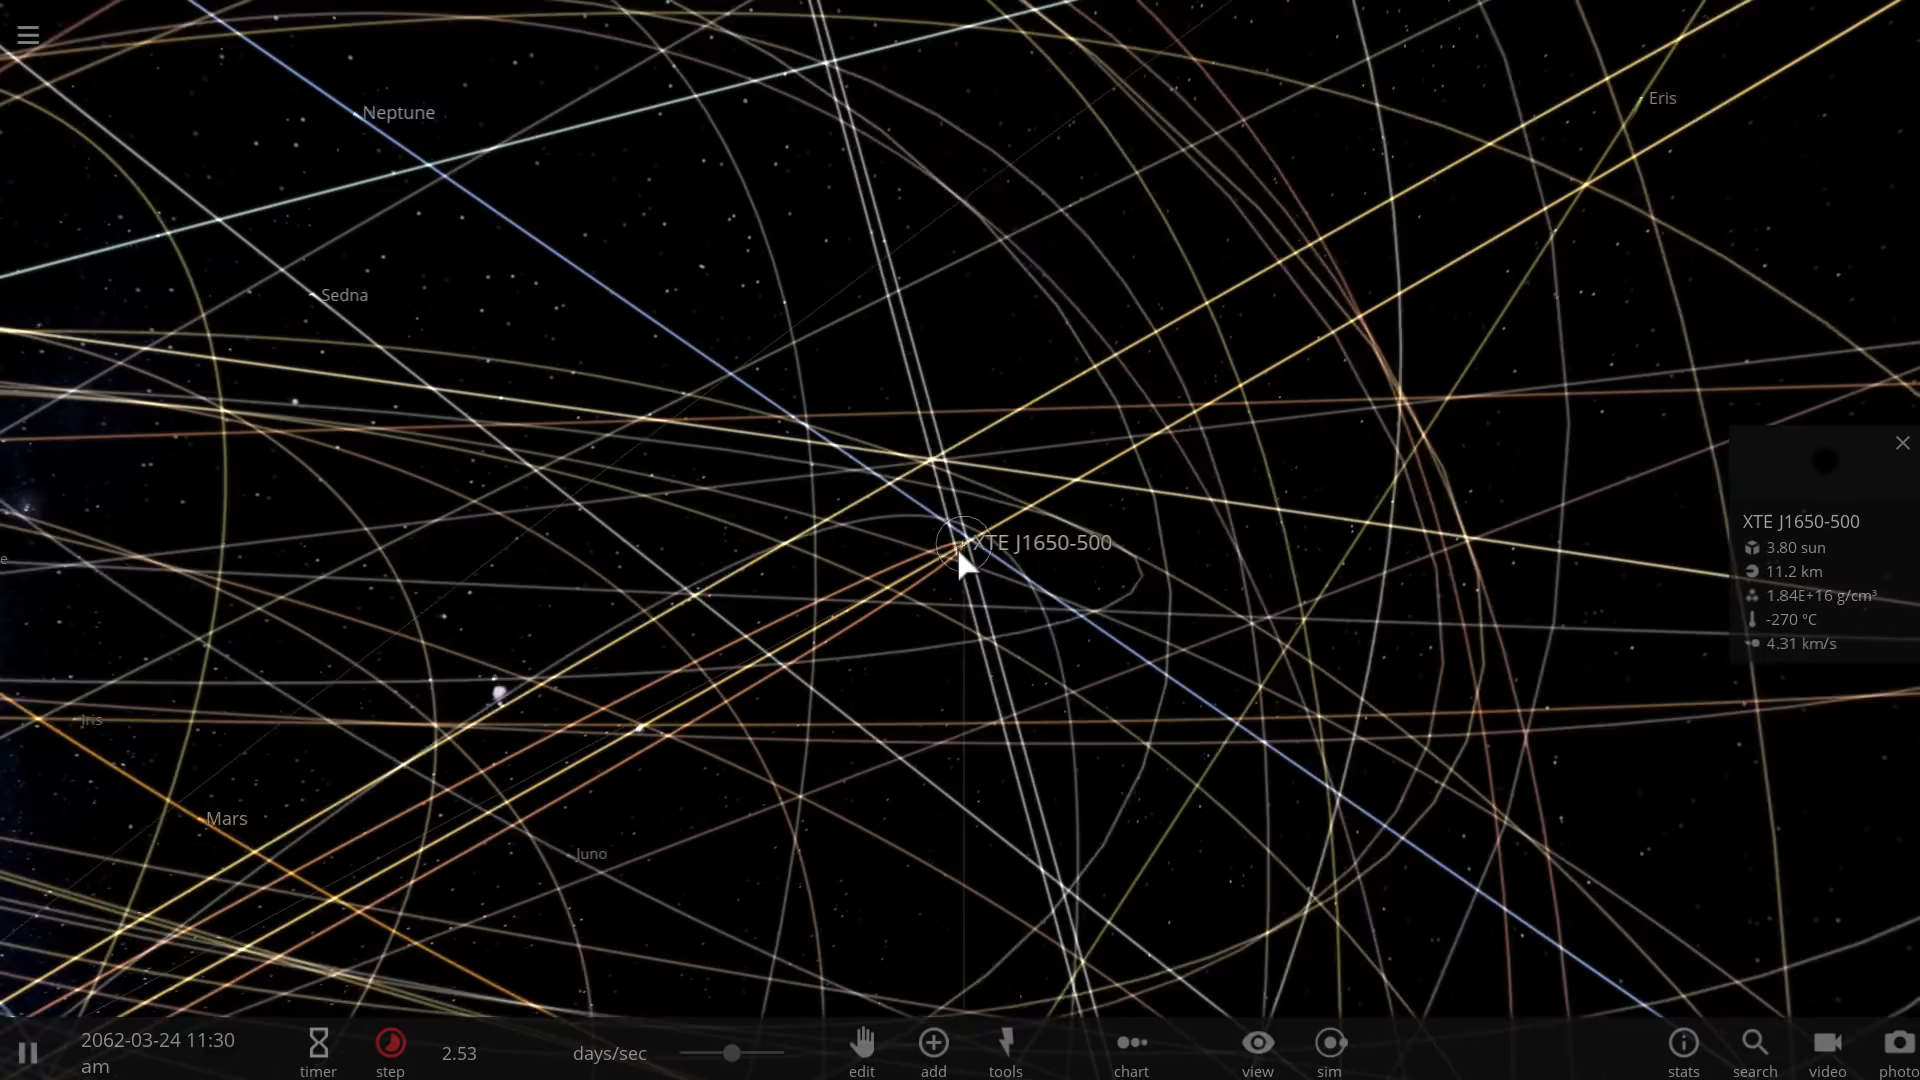 Neptune
Eris
Sedna
XTE J1650-500
XTE J1650-500
3.80 sun
11.2 km
1.84E+16 g/cm³
-270 °C
4.31 km/s
e
Iris
Mars
Juno
2062-03-24 11:30
am
timer
step
2.53
days/sec
edit
add
tools
chart
view
sim
stats
search
video
photo